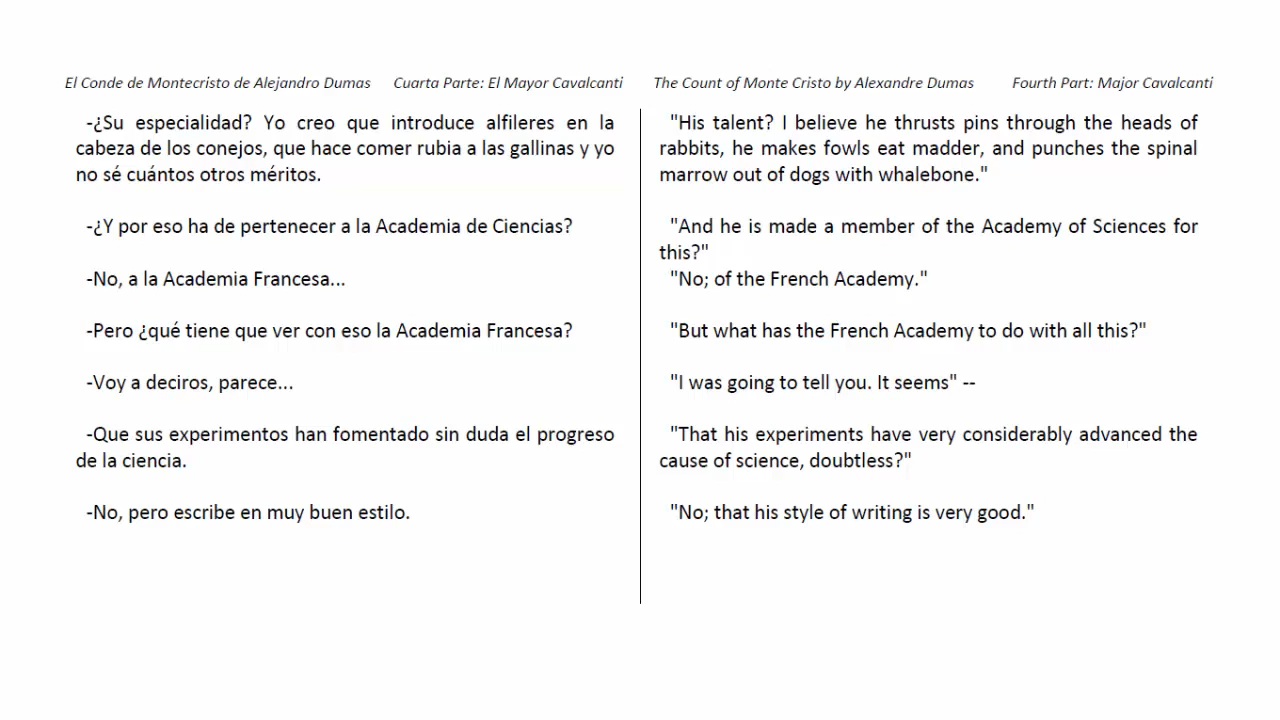 El Conde de Montecristo de Alejandro Dumas Cuarta Parte: El Mayor Cavalcanti
-¿Su especialidad? Yo creo que introduce alfileres en la
cabeza de los conejos, que hace comer rubia a las gallinas y yo
no sé cuántos otros méritos.
-¿Y por eso ha de pertenecer a la Academia de Ciencias?
-No, a la Academia Francesa...
-Pero ¿qué tiene que ver con eso la Academia Francesa?
-Voy a deciros, parece...
-Que sus experimentos han fomentado sin duda el progreso
de la ciencia.
-No, pero escribe en muy buen estilo.
The Count of Monte Cristo by Alexandre Dumas Fourth Part: Major Cavalcanti
"His talent? I believe he thrusts pins through the heads of
rabbits, he makes fowls eat madder, and punches the spinal
marrow out of dogs with whalebone."
"And he is made a member of the Academy of Sciences for
this?"
"No; of the French Academy."
"But what has the French Academy to do with all this?"
"I was going to tell you. It seems" --
"That his experiments have very considerably advanced the
cause of science, doubtless?"
"No; that his style of writing is very good."